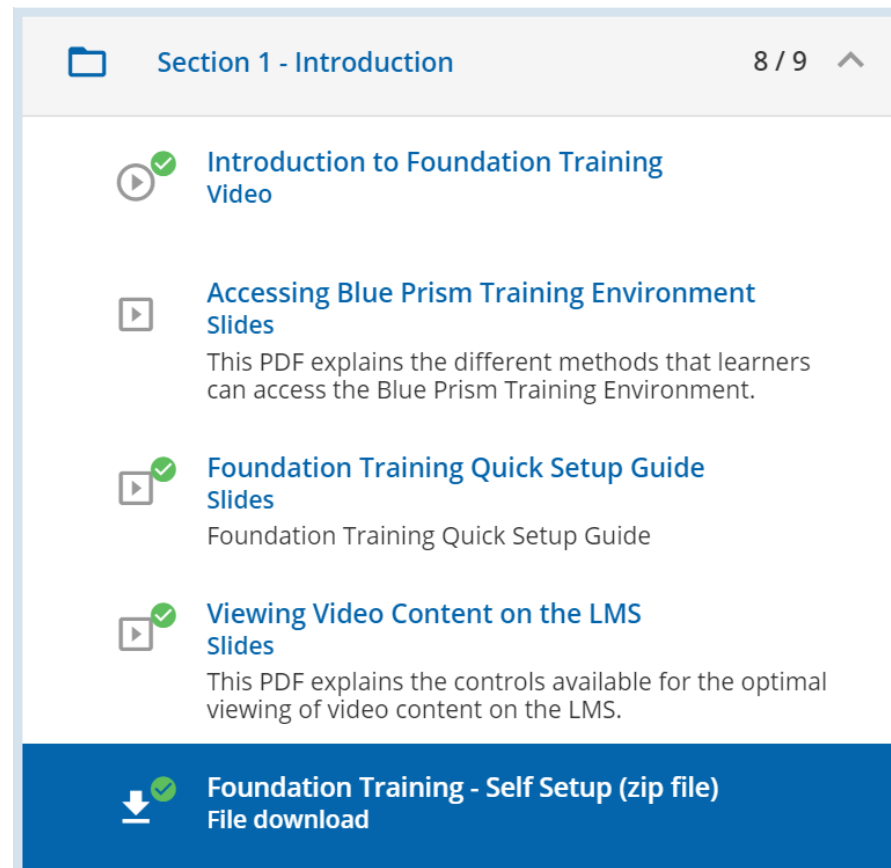 Section 1 - Introduction 8 / 9
Introduction to Foundation Training
Video
Accessing Blue Prism Training Environment
Slides
This PDF explains the different methods that learners
can access the Blue Prism Training Environment.
Foundation Training Quick Setup Guide
Slides
Foundation Training Quick Setup Guide
Viewing Video Content on the LMS
Slides
This PDF explains the controls available for the optimal
viewing of video content on the LMS.
Foundation Training - Self Setup (zip file)
File download